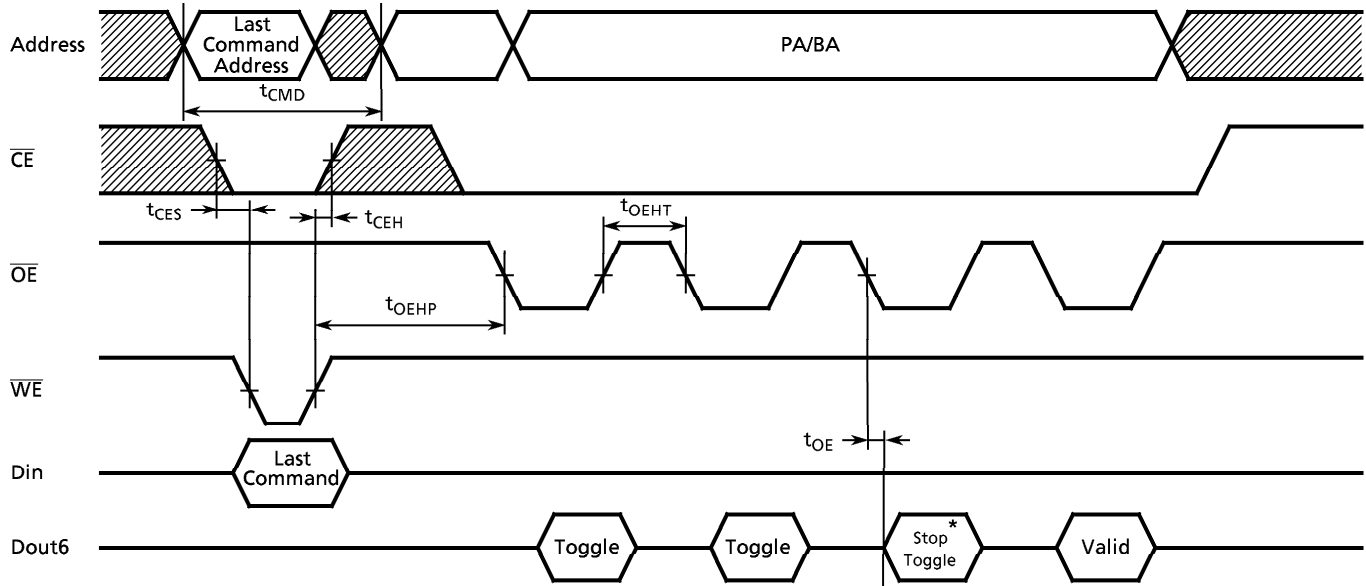 Address
Last
Command
Address
PA/BA
tCMD
CE
tCES
tCEH
tOEHT
OE
tOEHP
WE
tOE
Din
Last
Command
Dout6
Toggle
Toggle
Stop *
Toggle
Valid